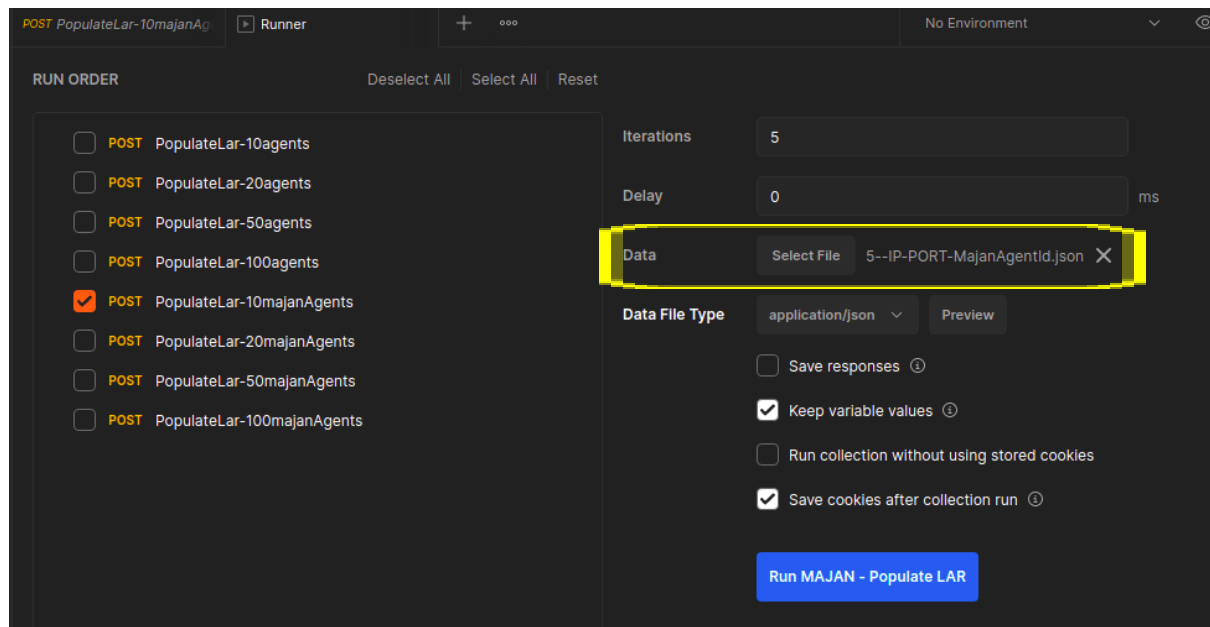 POST PopulateLar-10majanAg
Runner
No Environment
RUN ORDER
Deselect All
Select All
Reset
POST PopulateLar-10agents
POST PopulateLar-20agents
POST PopulateLar-50agents
POST PopulateLar-100agents
POST PopulateLar-10majanAgents
POST PopulateLar-20majanAgents
POST PopulateLar-50majanAgents
POST PopulateLar-100majanAgents
Iterations 5
Delay 0 ms
Data Select File 5--IP-PORT-MajanAgentId.json
Data File Type application/json Preview
Save responses
Keep variable values
Run collection without using stored cookies
Save cookies after collection run
Run MAJAN - Populate LAR